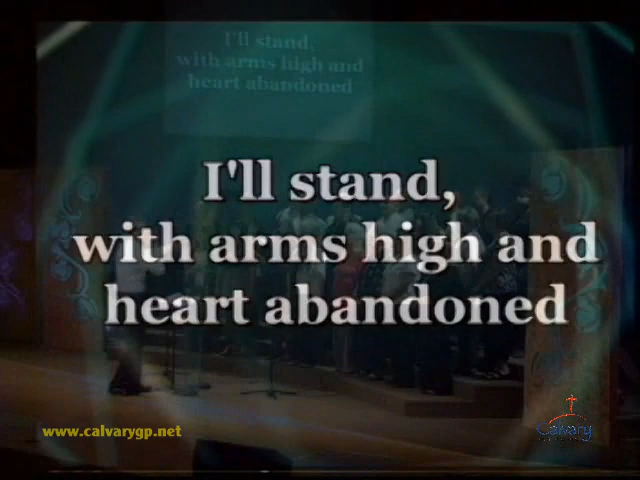 I'll stand,
with arms high and
heart abandoned
I'll stand,
with arms high and
heart abandoned
www.calvarygp.net
Calvary